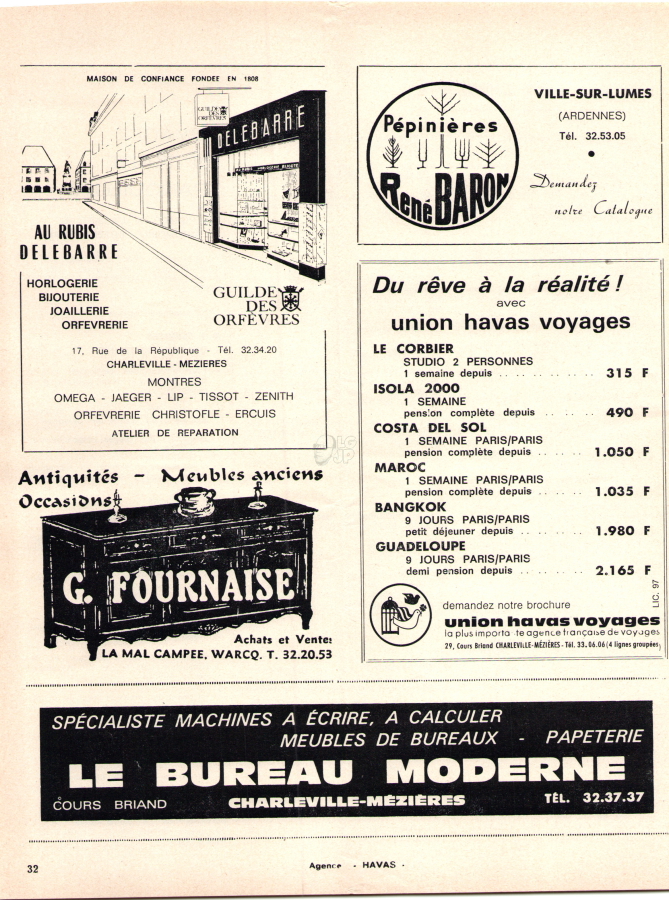 MAISON DE CONFIANCE FONDEE EN 1808
GUILDE
DES
ORFÈVRES
DELEBARRE
AU RUBIS
DELEBARRE
HORLOGERIE
BIJOUTERIE
JOAILLERIE
ORFEVRERIE
GUILDE
DES
ORFÈVRES
17, Rue de la République - Tél. 32.34.20
CHARLEVILLE - MEZIERES
MONTRES
OMEGA - JAEGER - LIP - TISSOT - ZENITH
ORFEVRERIE CHRISTOFLE - ERCUIS
ATELIER DE REPARATION
Antiquités - Meubles anciens
Occasions
G. FOURNAISE
Achats et Ventes
LA MAL CAMPEE, WARCQ. T. 32.20.53
Pépinières
René BARON
VILLE-SUR-LUMES
(ARDENNES)
Tél. 32.53.05
•
Demandez
notre Catalogue
Du rêve à la réalité !
avec
union havas voyages
LE CORBIER
STUDIO 2 PERSONNES
1 semaine depuis . . . . . . . . . . . . . 315 F
ISOLA 2000
1 SEMAINE
pension complète depuis . . . . . . 490 F
COSTA DEL SOL
1 SEMAINE PARIS/PARIS
pension complète depuis . . . . . 1.050 F
MAROC
1 SEMAINE PARIS/PARIS
pension complète depuis . . . . . 1.035 F
BANGKOK
9 JOURS PARIS/PARIS
petit déjeuner depuis . . . . . . . . 1.980 F
GUADELOUPE
9 JOURS PARIS/PARIS
demi pension depuis . . . . . . . . 2.165 F
LIC. 97
demandez notre brochure
union havas voyages
la plus importante agence française de voyages
29, Cours Briand CHARLEVILLE-MÉZIÈRES - Tél. 33.06.06 (4 lignes groupées)
SPÉCIALISTE MACHINES A ÉCRIRE, A CALCULER
MEUBLES DE BUREAUX - PAPETERIE
LE BUREAU MODERNE
COURS BRIAND CHARLEVILLE-MÉZIÈRES TÉL. 32.37.37
32
Agence - HAVAS -